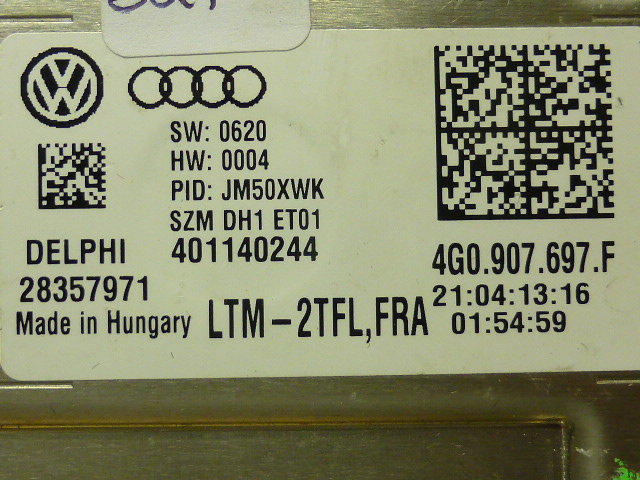 SW: 0620
HW: 0004
PID: JM50XWK
SZM DH1 ET01
DELPHI 401140244
28357971
Made in Hungary
LTM-2TFL,FRA
4G0.907.697.F
21:04:13:16
01:54:59